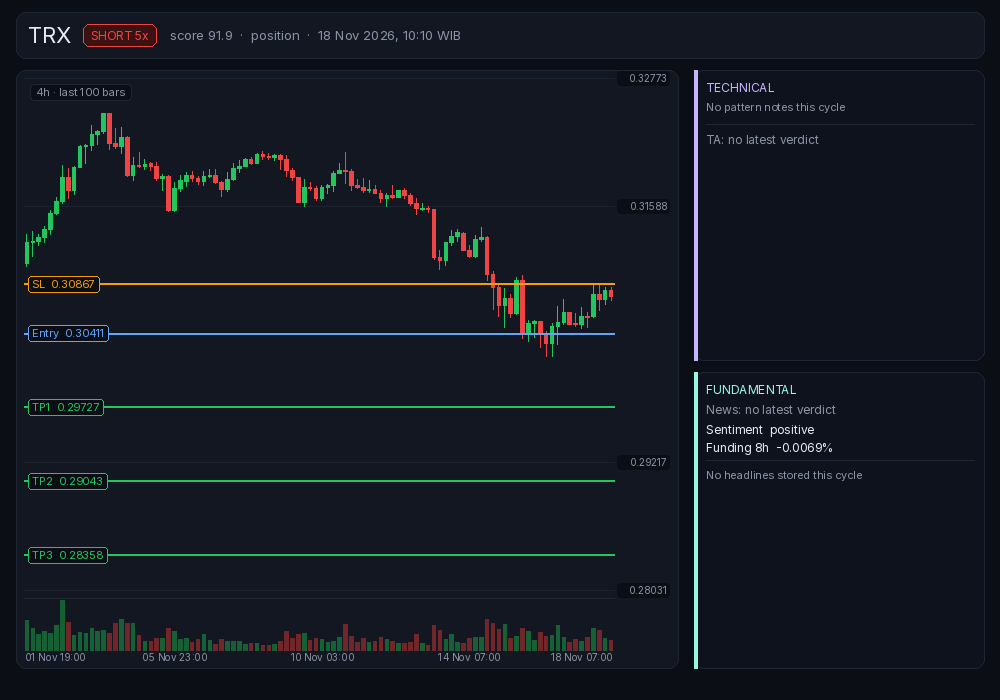 TRX SHORT 5x score 91.9 · position · 18 Nov 2026, 10:10 WIB
4h · last 100 bars
0.32773
0.31588
SL 0.30867
Entry 0.30411
TP1 0.29727
0.29217
TP2 0.29043
TP3 0.28358
0.28031
01 Nov 19:00 05 Nov 23:00 10 Nov 03:00 14 Nov 07:00 18 Nov 07:00
TECHNICAL
No pattern notes this cycle
TA: no latest verdict
FUNDAMENTAL
News: no latest verdict
Sentiment positive
Funding 8h -0.0069%
No headlines stored this cycle